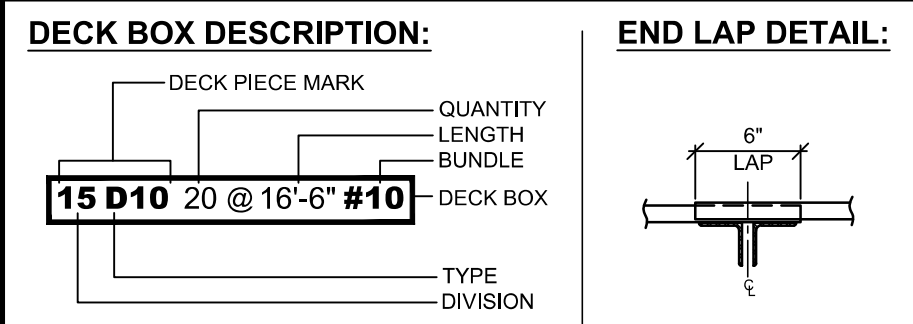 DECK BOX DESCRIPTION:
DECK PIECE MARK
QUANTITY
LENGTH
BUNDLE
15 D10 20 @ 16'-6" #10
DECK BOX
TYPE
DIVISION
END LAP DETAIL:
6"
LAP
℄